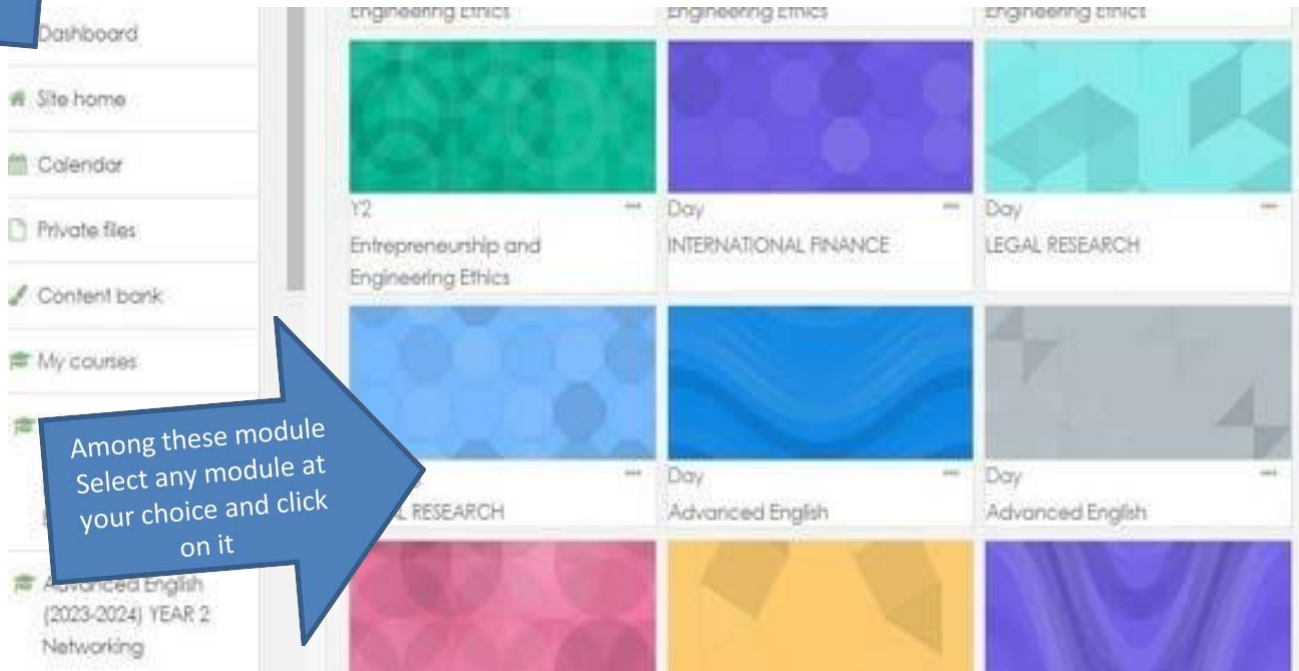 Dashboard
Site home
Calendar
Private files
Content bank
My courses
Advanced English
(2023-2024) YEAR 2
Networking
Among these module
Select any module at
your choice and click
on it
Engineering Ethics
Engineering Ethics
Engineering Ethics
Y2
Entrepreneurship and
Engineering Ethics
Day
INTERNATIONAL FINANCE
Day
LEGAL RESEARCH
RESEARCH
Day
Advanced English
Day
Advanced English